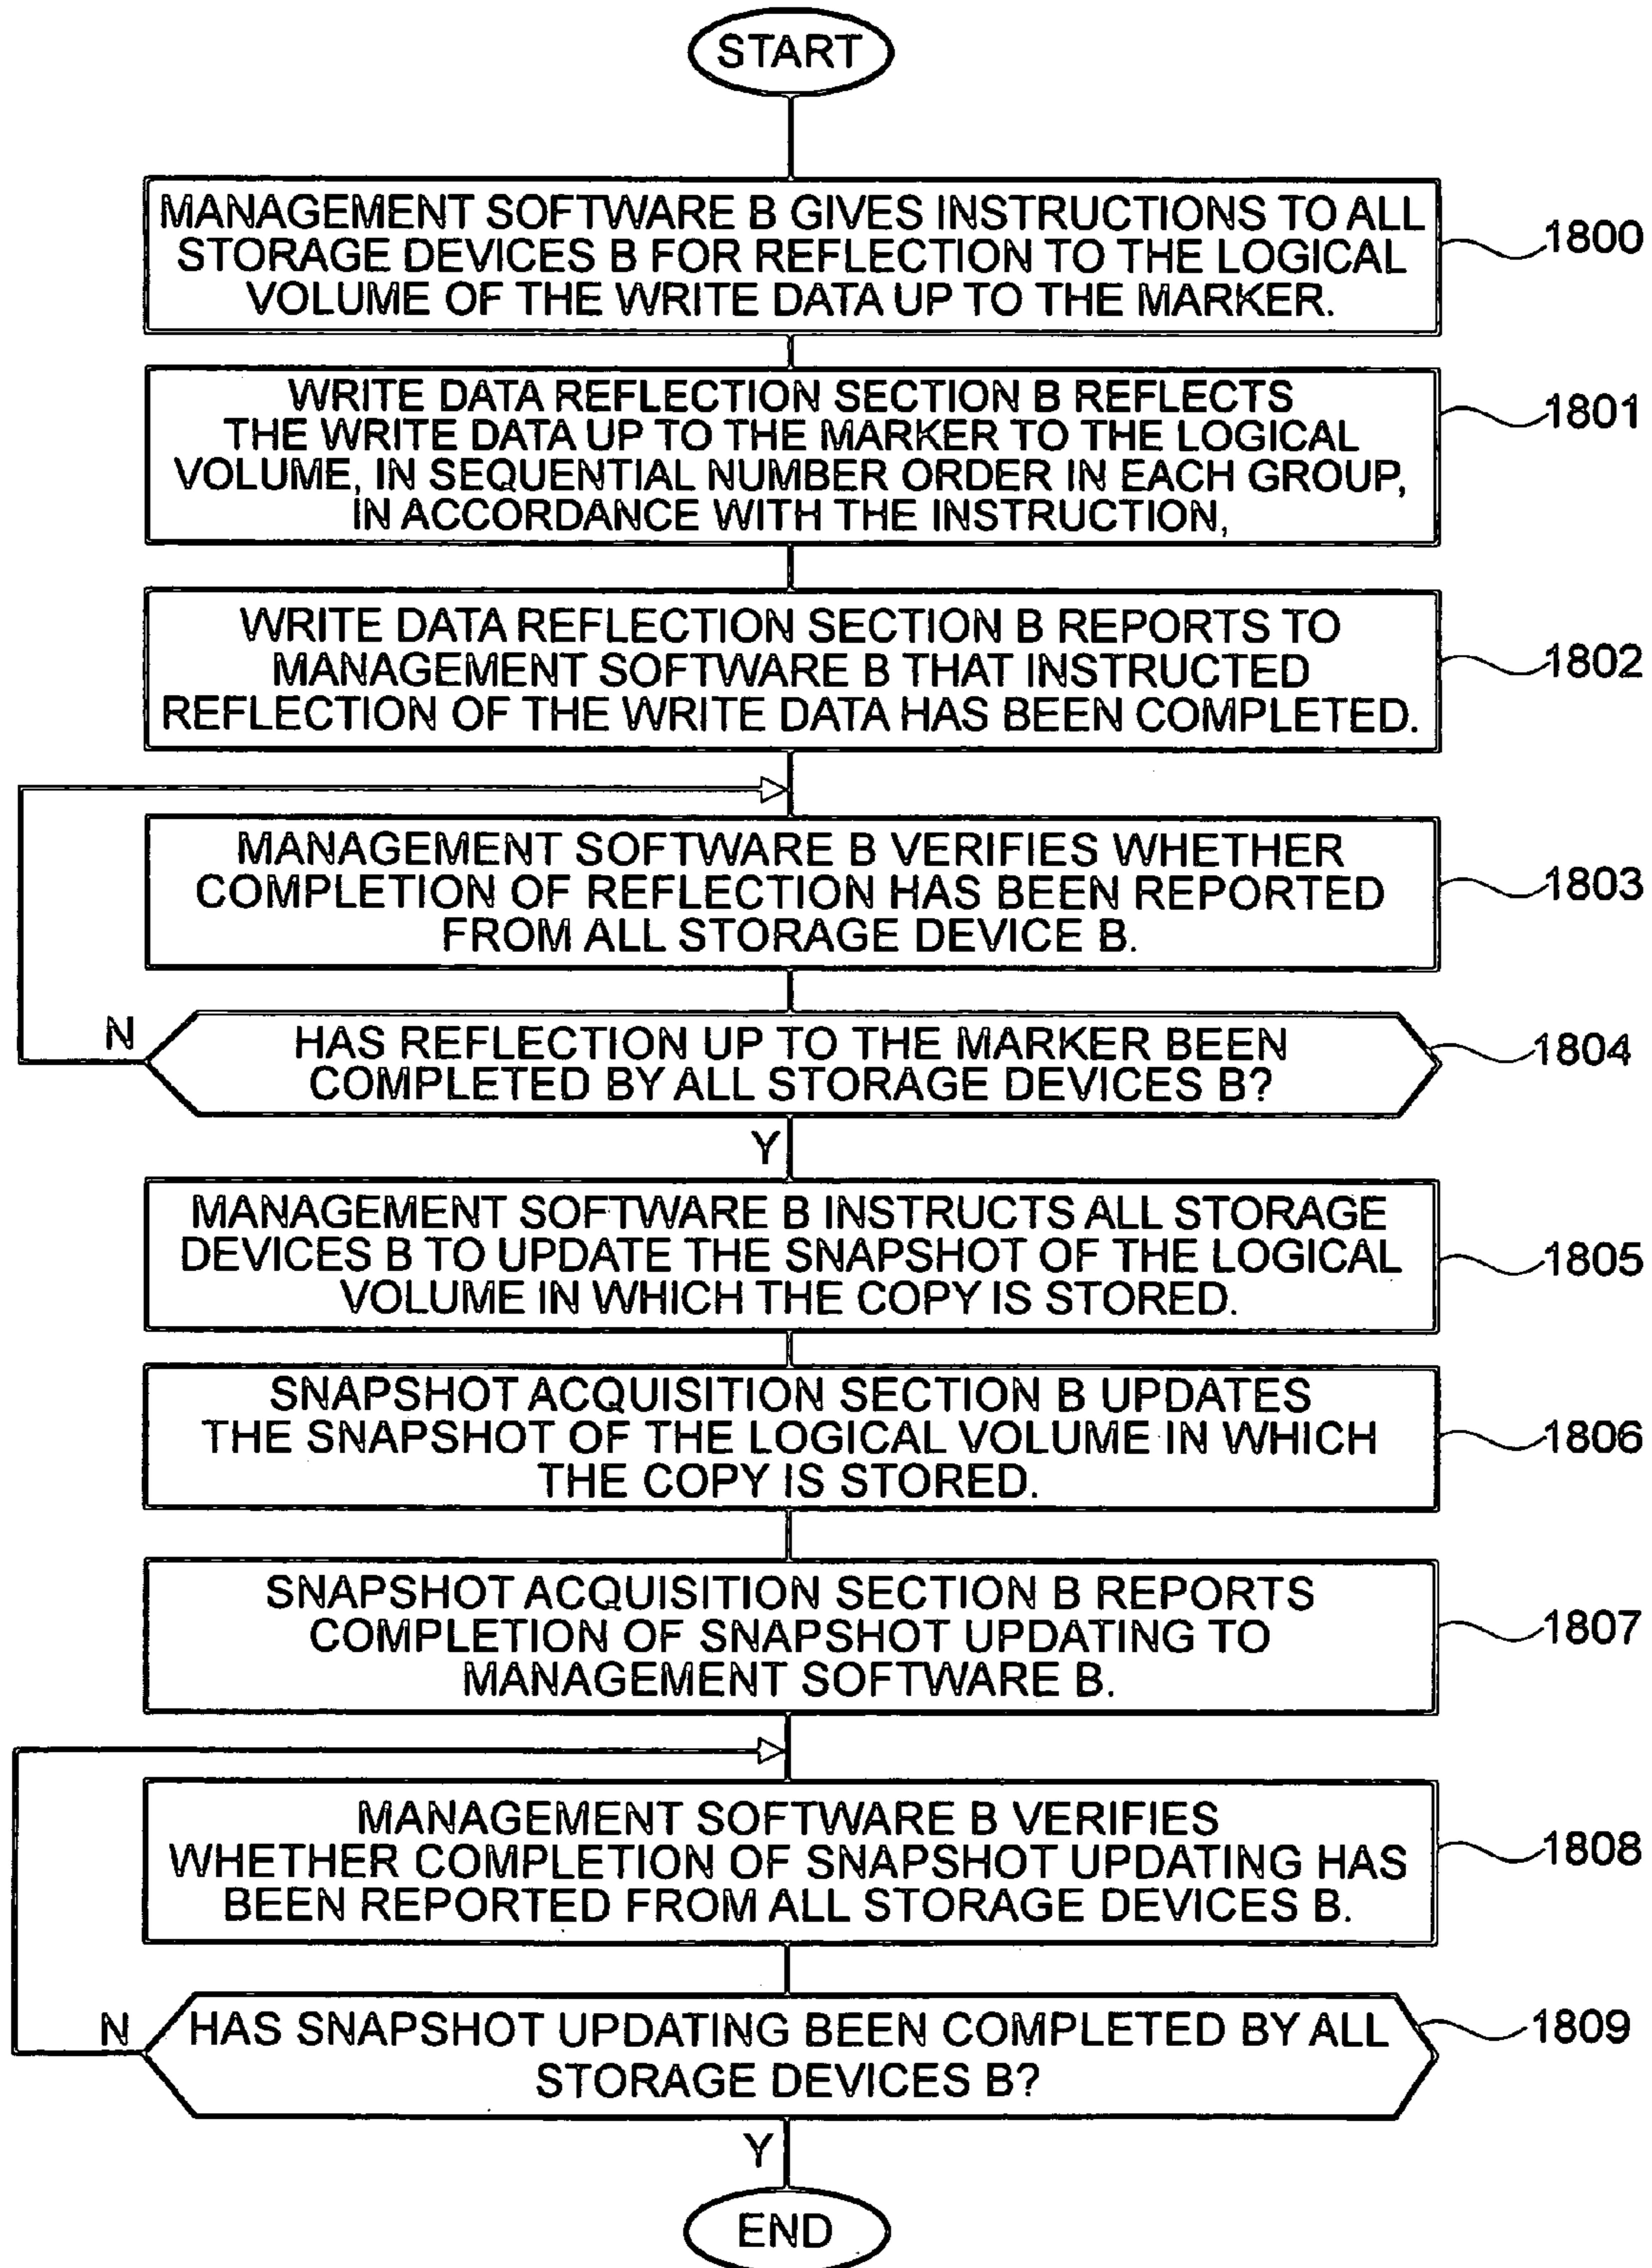 START
MANAGEMENT SOFTWARE B GIVES INSTRUCTIONS TO ALL
STORAGE DEVICES B FOR REFLECTION TO THE LOGICAL
VOLUME OF THE WRITE DATA UP TO THE MARKER.
1800
WRITE DATA REFLECTION SECTION B REFLECTS
THE WRITE DATA UP TO THE MARKER TO THE LOGICAL
VOLUME, IN SEQUENTIAL NUMBER ORDER IN EACH GROUP,
IN ACCORDANCE WITH THE INSTRUCTION,
1801
WRITE DATA REFLECTION SECTION B REPORTS TO
MANAGEMENT SOFTWARE B THAT INSTRUCTED
REFLECTION OF THE WRITE DATA HAS BEEN COMPLETED.
1802
MANAGEMENT SOFTWARE B VERIFIES WHETHER
COMPLETION OF REFLECTION HAS BEEN REPORTED
FROM ALL STORAGE DEVICE B.
1803
N
HAS REFLECTION UP TO THE MARKER BEEN
COMPLETED BY ALL STORAGE DEVICES B?
1804
Y
MANAGEMENT SOFTWARE B INSTRUCTS ALL STORAGE
DEVICES B TO UPDATE THE SNAPSHOT OF THE LOGICAL
VOLUME IN WHICH THE COPY IS STORED.
1805
SNAPSHOT ACQUISITION SECTION B UPDATES
THE SNAPSHOT OF THE LOGICAL VOLUME IN WHICH
THE COPY IS STORED.
1806
SNAPSHOT ACQUISITION SECTION B REPORTS
COMPLETION OF SNAPSHOT UPDATING TO
MANAGEMENT SOFTWARE B.
1807
MANAGEMENT SOFTWARE B VERIFIES
WHETHER COMPLETION OF SNAPSHOT UPDATING HAS
BEEN REPORTED FROM ALL STORAGE DEVICES B.
1808
N
HAS SNAPSHOT UPDATING BEEN COMPLETED BY ALL
STORAGE DEVICES B?
1809
Y
END